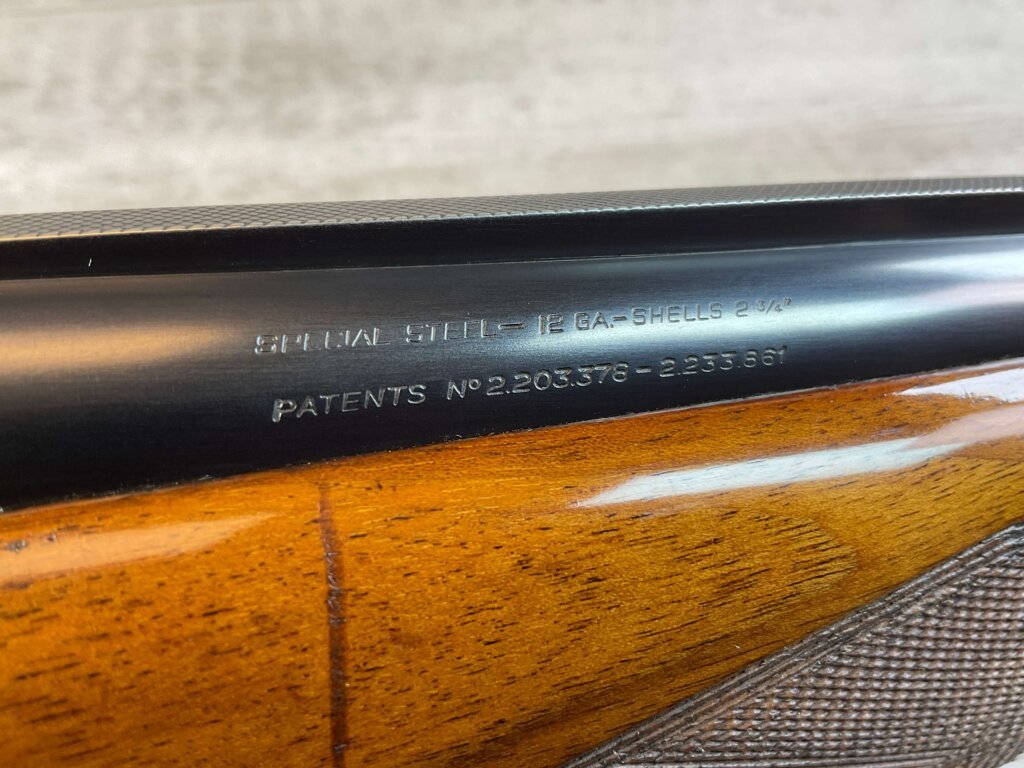 SPECIAL STEEL - 12 GA.-SHELLS 2 3/4"
PATENTS Nº 2.203.378 - 2.233.861